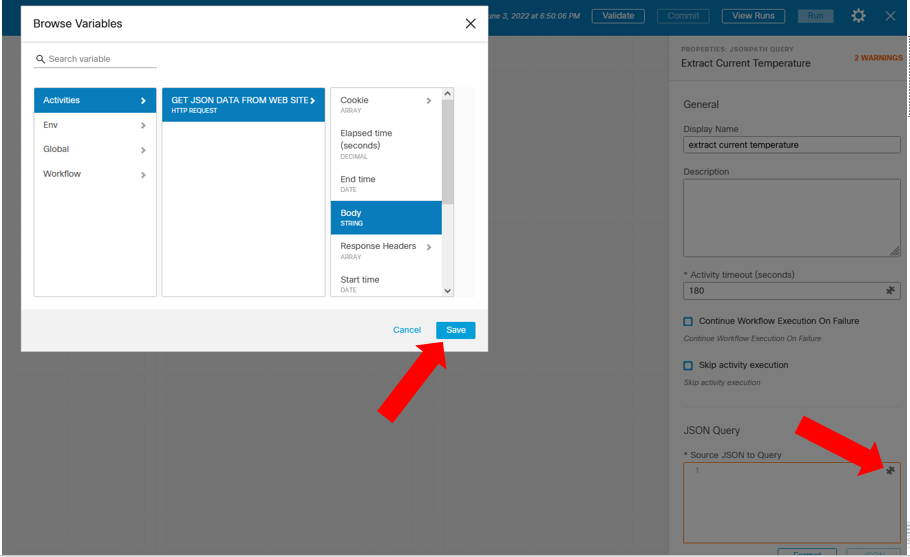 Browse Variables
June 3, 2022 at 6:50:06 PM
Validate
Commit
View Runs
Run
Search variable
Activities
Env
Global
Workflow
GET JSON DATA FROM WEB SITE
HTTP REQUEST
Cookie
ARRAY
Elapsed time
(seconds)
DECIMAL
End time
DATE
Body
STRING
Response Headers
ARRAY
Start time
DATE
Cancel
Save
PROPERTIES: JSONPATH QUERY
Extract Current Temperature
2 WARNINGS
General
Display Name
extract current temperature
Description
* Activity timeout (seconds)
180
Continue Workflow Execution On Failure
Continue Workflow Execution On Failure
Skip activity execution
Skip activity execution
JSON Query
* Source JSON to Query
1
Format
JSON